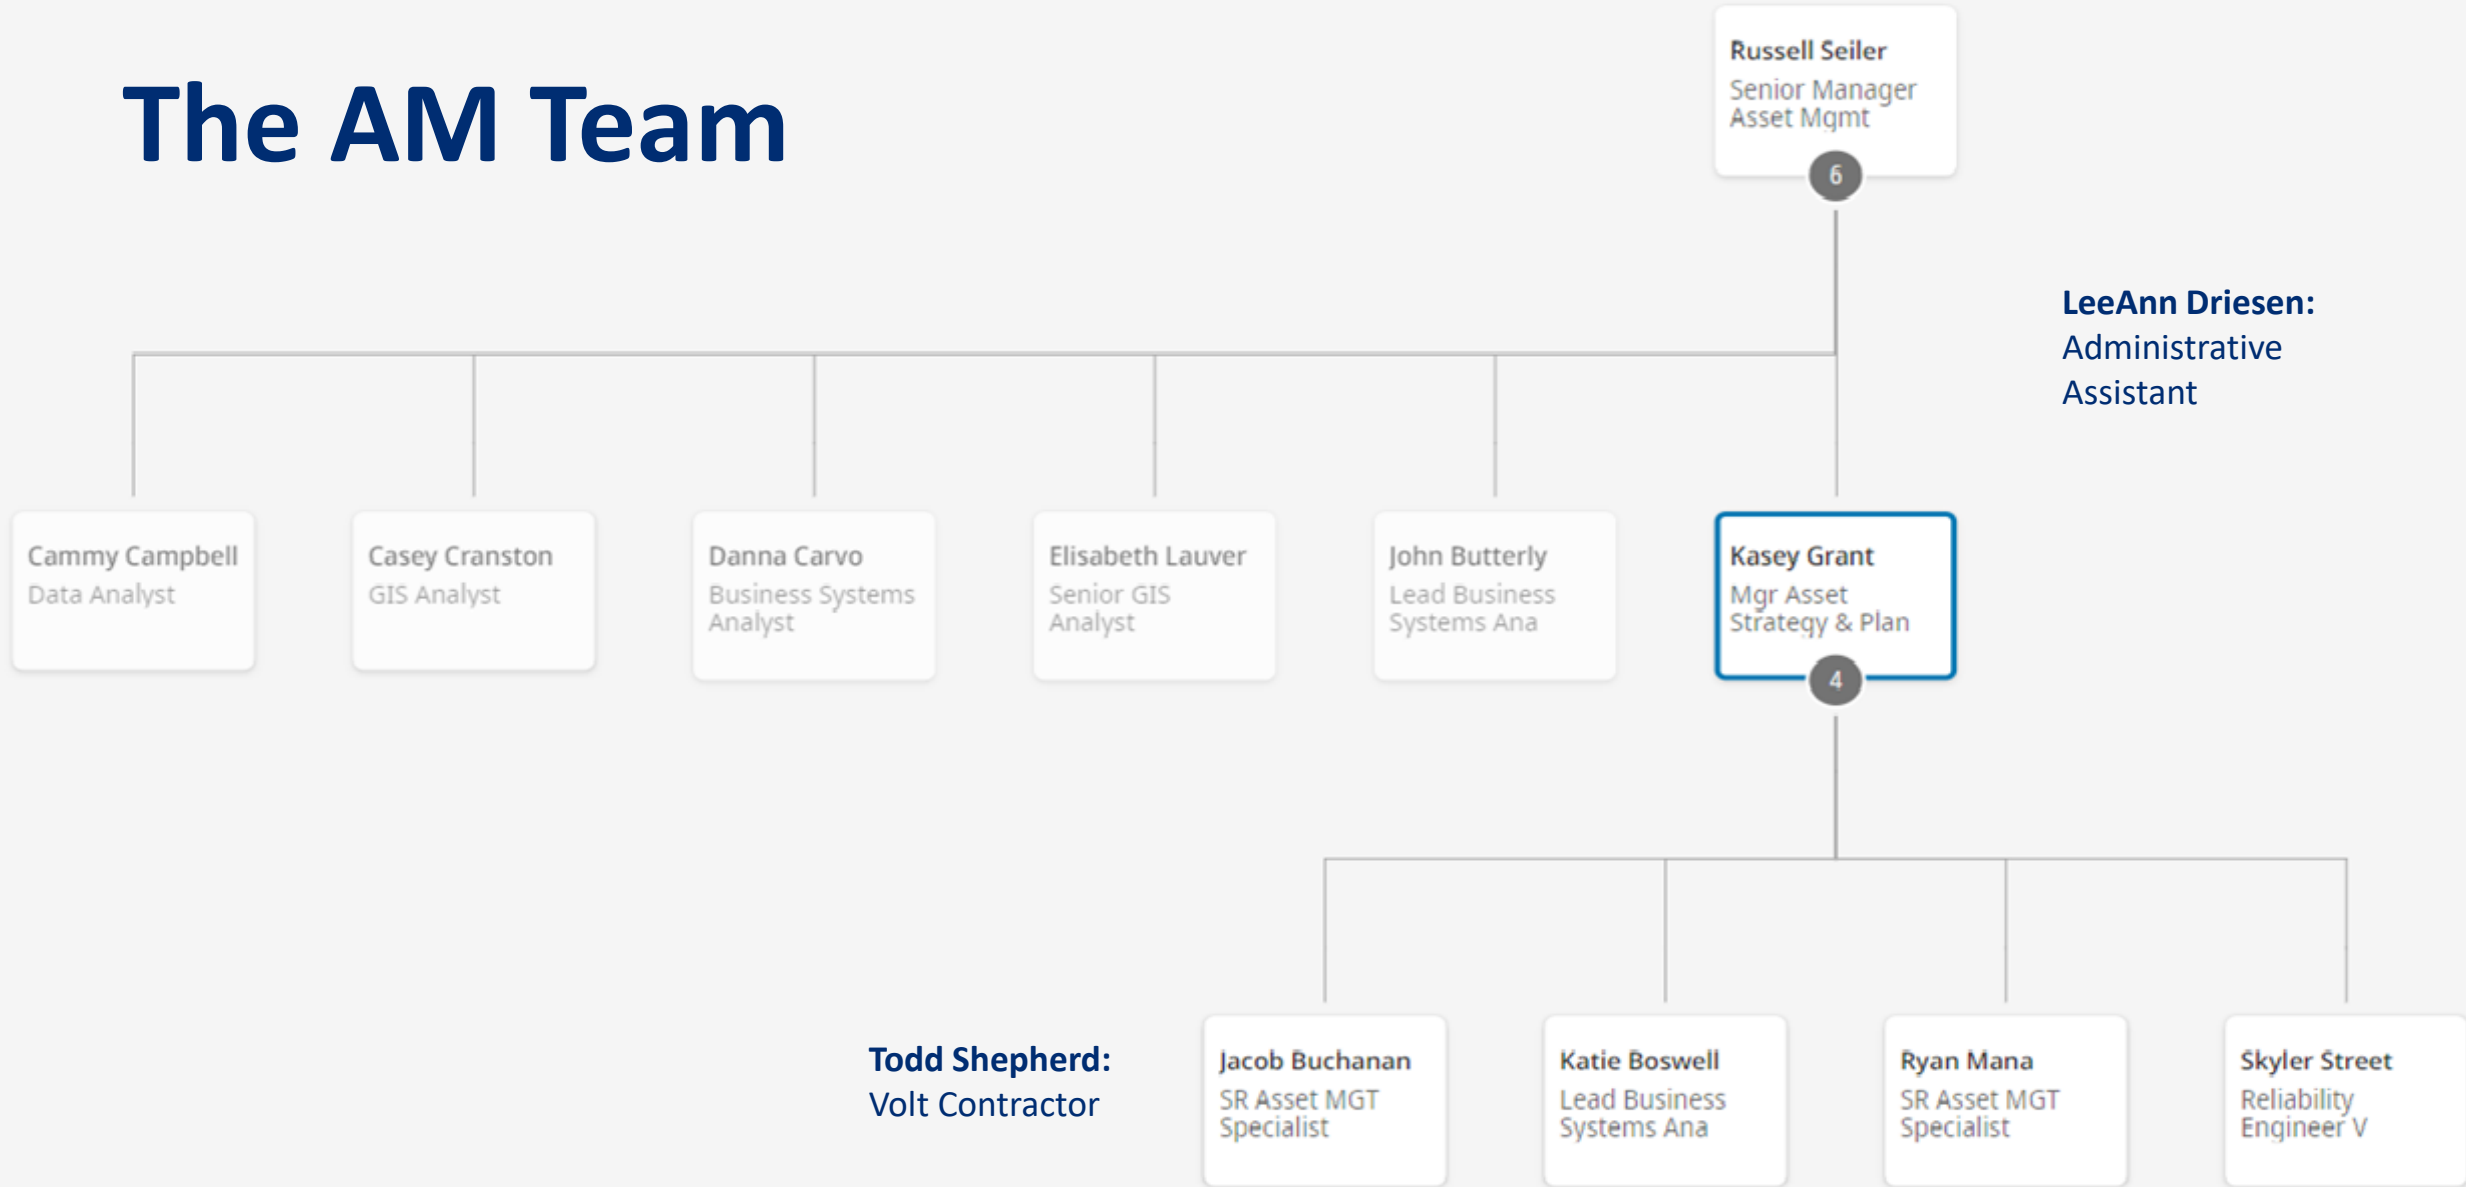 The AM Team
Russell Seiler
Senior Manager
Asset Mgmt
6
LeeAnn Driesen:
Administrative
Assistant
Cammy Campbell
Data Analyst
Casey Cranston
GIS Analyst
Danna Carvo
Business Systems
Analyst
Elisabeth Lauver
Senior GIS
Analyst
John Butterly
Lead Business
Systems Ana
Kasey Grant
Mgr Asset
Strategy & Plan
4
Todd Shepherd:
Volt Contractor
Jacob Buchanan
SR Asset MGT
Specialist
Katie Boswell
Lead Business
Systems Ana
Ryan Mana
SR Asset MGT
Specialist
Skyler Street
Reliability
Engineer V